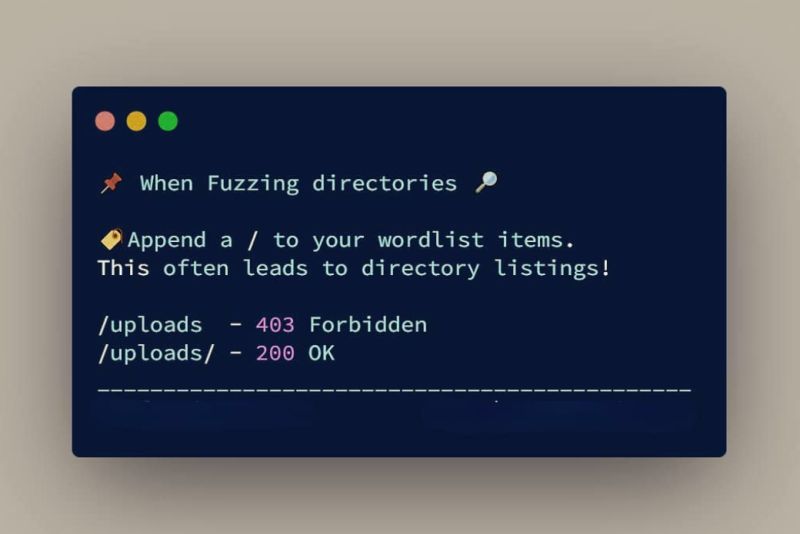 📌 When Fuzzing directories 🔎
🏷️Append a / to your wordlist items.
This often leads to directory listings!
/uploads  - 403 Forbidden
/uploads/ - 200 OK